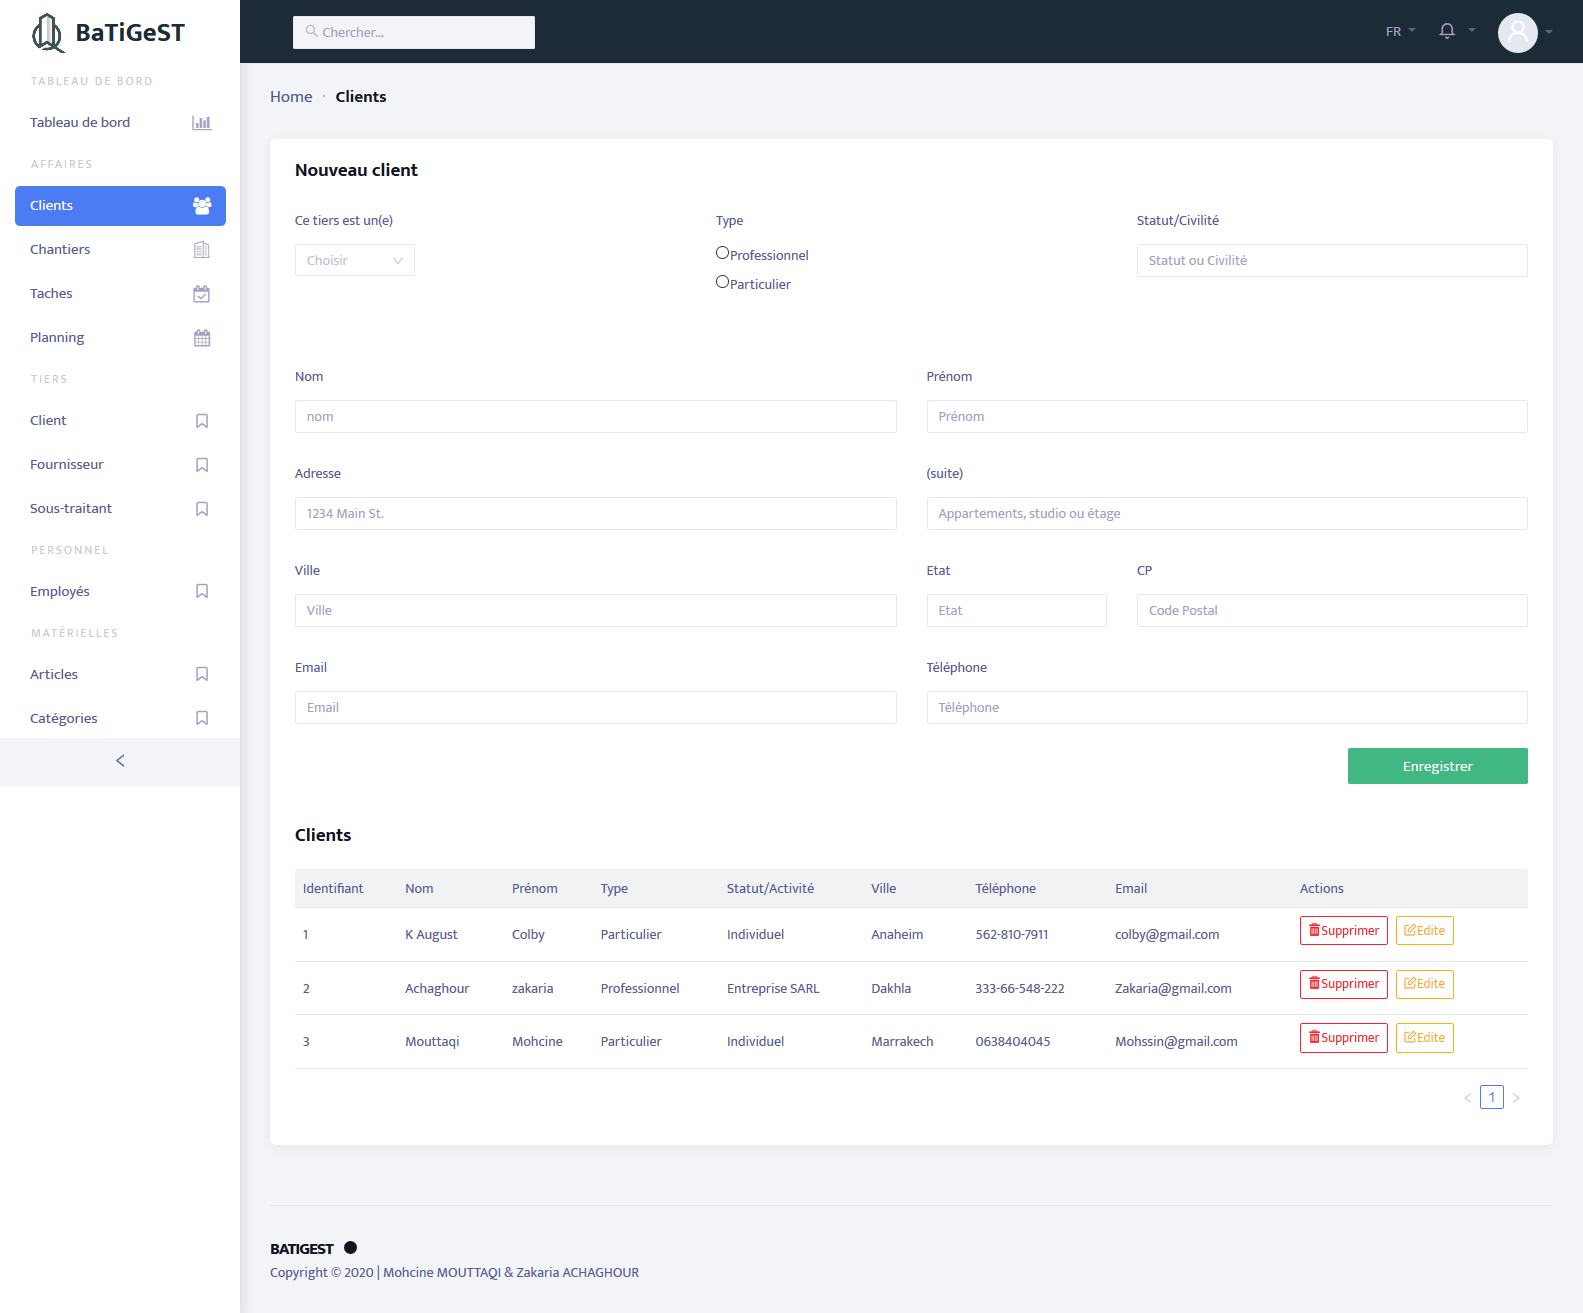 BaTiGeST
Chercher...
FR
TABLEAU DE BORD
Tableau de bord
AFFAIRES
Clients
Chantiers
Taches
Planning
TIERS
Client
Fournisseur
Sous-traitant
PERSONNEL
Employés
MATÉRIELLES
Articles
Catégories
Home · Clients
Nouveau client
Ce tiers est un(e) Type Statut/Civilité
Choisir Professionnel Statut ou Civilité
Particulier
Nom Prénom
nom Prénom
Adresse (suite)
1234 Main St. Appartements, studio ou étage
Ville Etat CP
Ville Etat Code Postal
Email Téléphone
Email Téléphone
Enregistrer
Clients
Identifiant Nom Prénom Type Statut/Activité Ville Téléphone Email Actions
1 K August Colby Particulier Individuel Anaheim 562-810-7911 colby@gmail.com Supprimer Edite
2 Achaghour zakaria Professionnel Entreprise SARL Dakhla 333-66-548-222 Zakaria@gmail.com Supprimer Edite
3 Mouttaqi Mohcine Particulier Individuel Marrakech 0638404045 Mohssin@gmail.com Supprimer Edite
< 1 >
BATIGEST
Copyright © 2020 | Mohcine MOUTTAQI & Zakaria ACHAGHOUR